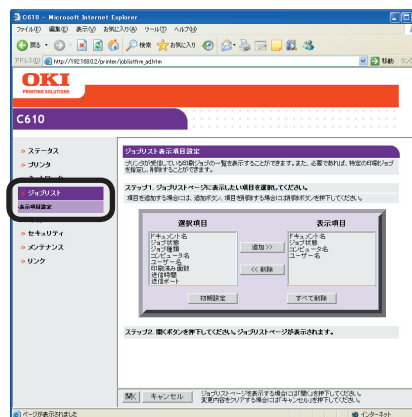 C610 - Microsoft Internet Explorer
ファイル(F) 編集(E) 表示(V) お気に入り(A) ツール(T) ヘルプ(H)
戻る 検索 お気に入り
アドレス(D) http://192.168.0.2/printer/joblistfrm_adt.htm 移動
OKI
PRINTING SOLUTIONS
C610
» ステータス
» プリンタ
» ジョブリスト
表示項目設定
» セキュリティ
» メンテナンス
» リンク
ジョブリスト表示項目設定
プリンタが受信している印刷ジョブの一覧を表示することができます。また、必要であれば、特定の印刷ジョブ
を指定し、削除することができます。
ステップ1. ジョブリストページに表示したい項目を選択してください。
項目を追加する場合には、追加ボタン、項目を削除する場合には削除ボタンを押下してください。
選択項目 表示項目
ドキュメント名
ジョブ状態
ジョブ種類
コンピュータ名
ユーザー名
印刷済み面数
送信時間
送信ポート
追加 >>
<< 削除
ドキュメント名
ジョブ状態
コンピュータ名
ユーザー名
初期設定 すべて削除
ステップ2. 開くボタンを押下してください。ジョブリストページが表示されます。
開く キャンセル
ジョブリストページを表示する場合には「開く」を押下してください。
変更内容をクリアする場合には「キャンセル」を押下してください。
ページが表示されました インターネット